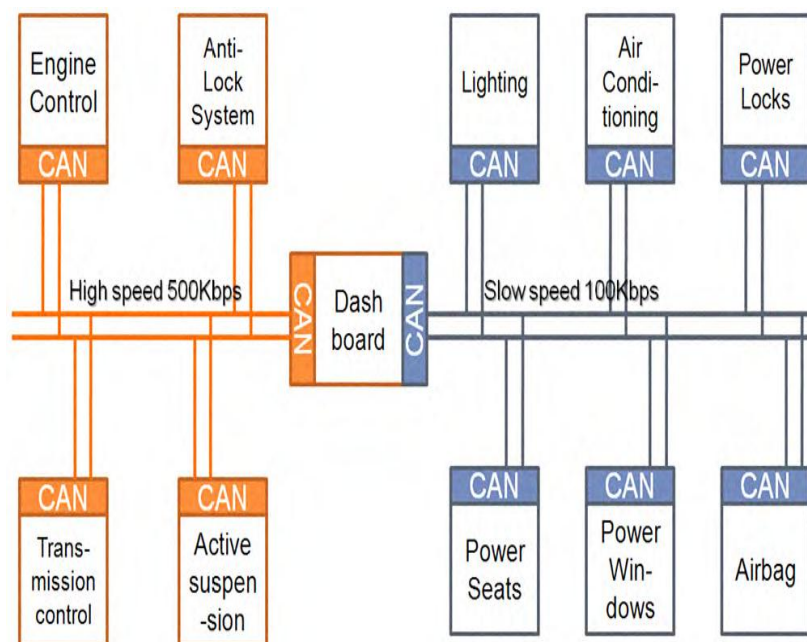 Engine
Control
CAN
Anti-
Lock
System
CAN
Lighting
CAN
Air
Condi-
tioning
CAN
Power
Locks
CAN
High speed 500Kbps
CAN
Dash
board
CAN
Slow speed 100Kbps
CAN
Trans-
mission
control
CAN
Active
suspen
-sion
CAN
Power
Seats
CAN
Power
Win-
dows
CAN
Airbag